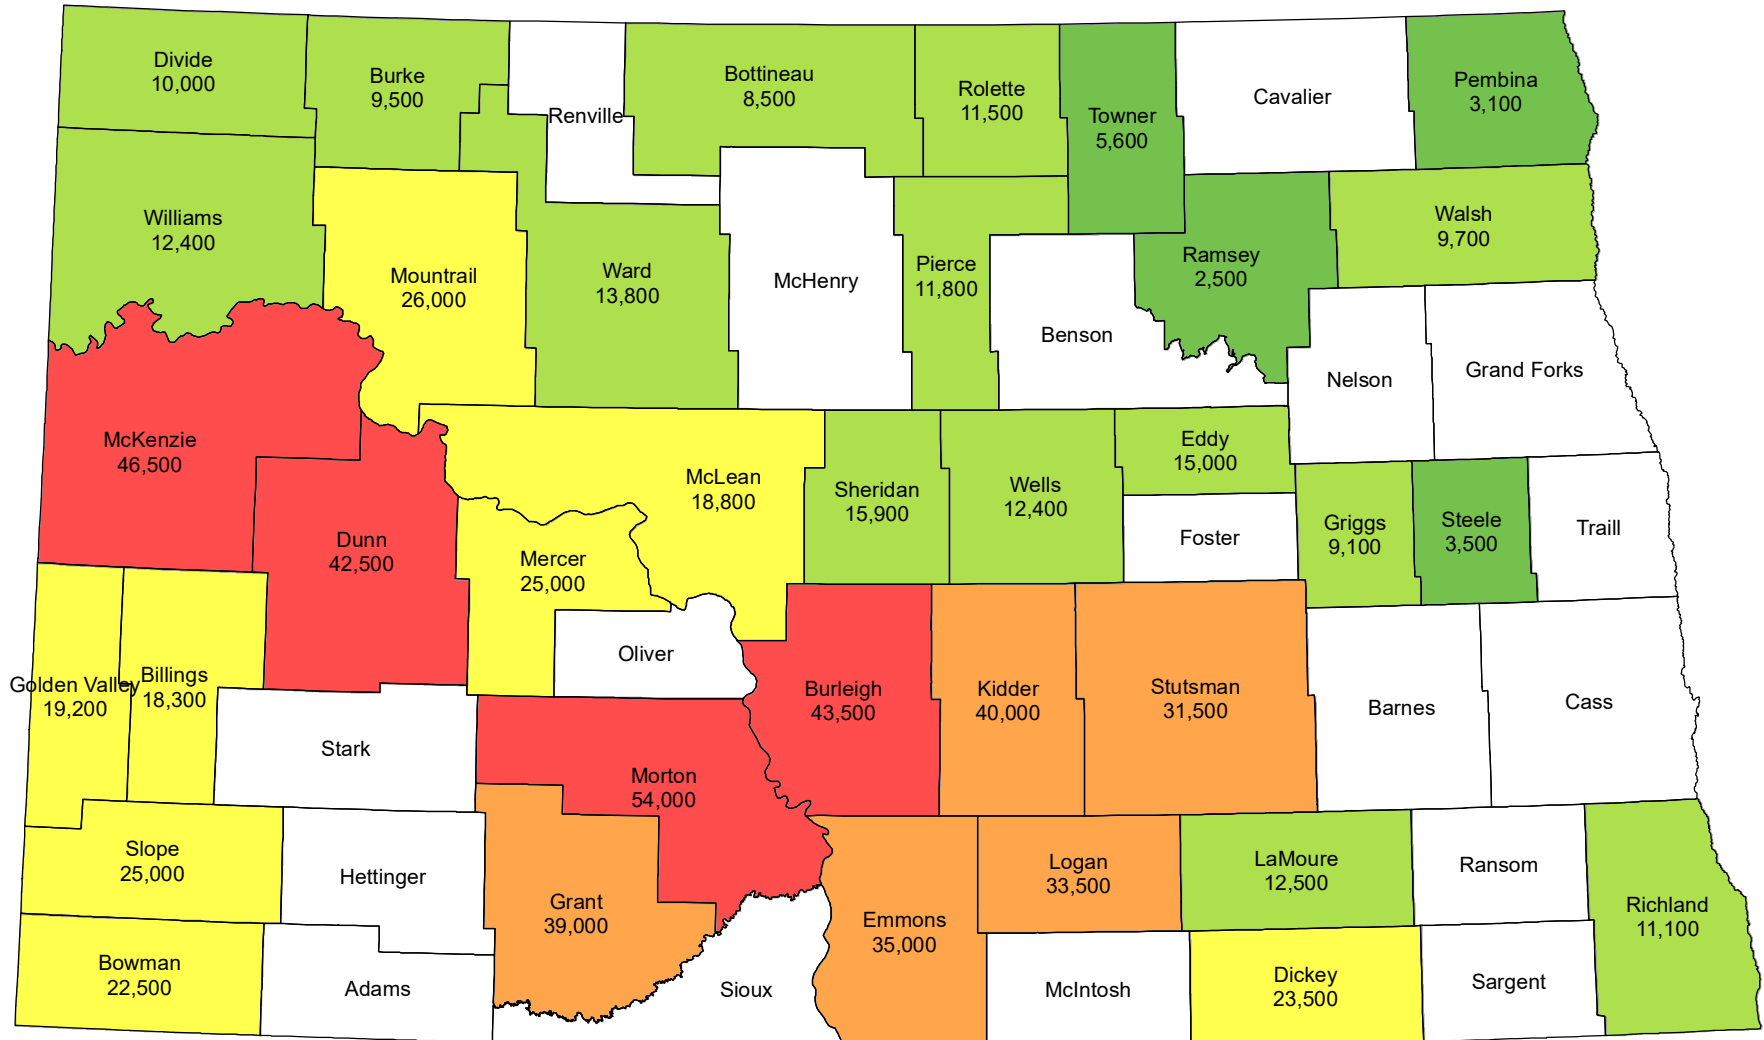 Divide
10,000
Burke
9,500
Renville
Bottineau
8,500
Rolette
11,500
Towner
5,600
Cavalier
Pembina
3,100
Williams
12,400
Mountrail
26,000
Ward
13,800
McHenry
Pierce
11,800
Benson
Ramsey
2,500
Walsh
9,700
Nelson
Grand Forks
McKenzie
46,500
Dunn
42,500
Mercer
25,000
McLean
18,800
Sheridan
15,900
Wells
12,400
Eddy
15,000
Foster
Griggs
9,100
Steele
3,500
Traill
Golden Valley
19,200
Billings
18,300
Stark
Oliver
Morton
54,000
Burleigh
43,500
Kidder
40,000
Stutsman
31,500
Barnes
Cass
Slope
25,000
Hettinger
Grant
39,000
Emmons
35,000
Logan
33,500
LaMoure
12,500
Ransom
Richland
11,100
Bowman
22,500
Adams
Sioux
McIntosh
Dickey
23,500
Sargent